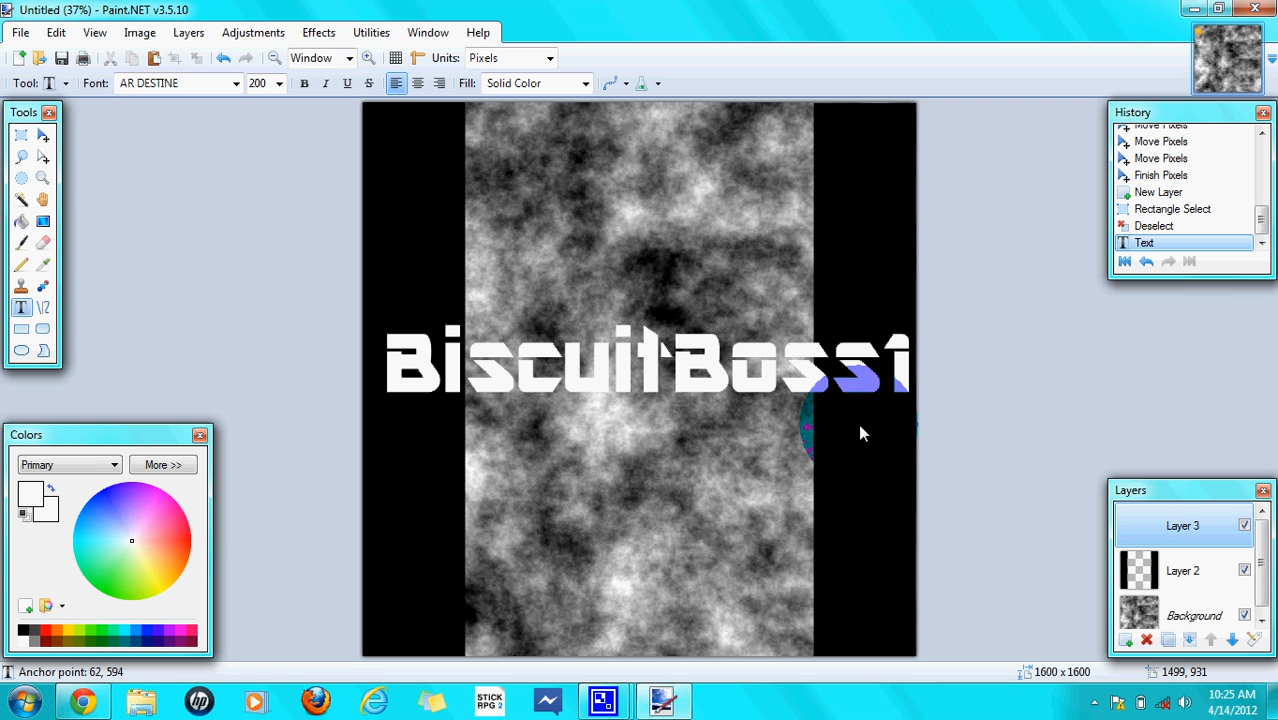 Untitled (37%) - Paint.NET v3.5.10
File Edit View Image Layers Adjustments Effects Utilities Window Help
Window Units: Pixels
Tool: T Font: AR DESTINE 200 B I U S Fill: Solid Color
Tools
History
Move Pixels
Move Pixels
Move Pixels
Finish Pixels
New Layer
Rectangle Select
Deselect
Text
BiscuitBoss1
Colors
Primary More >>
Layers
Layer 3
Layer 2
Background
Anchor point: 62, 594 1600 x 1600 1499, 931
STICK RPG 2
10:25 AM
4/14/2012